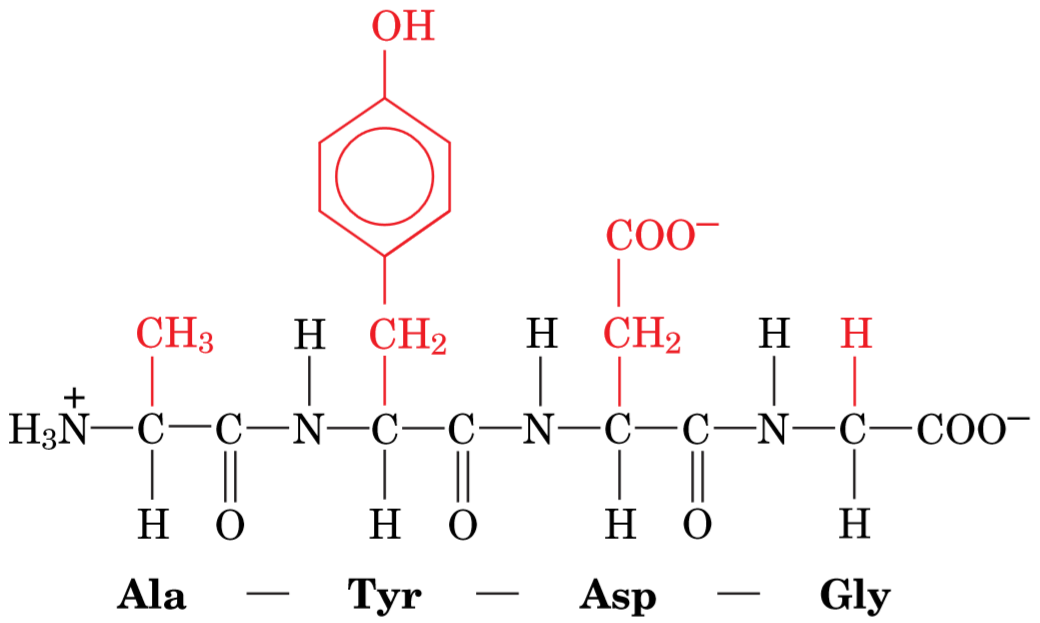 OH
COO⁻
CH₃ H CH₂ H CH₂ H H
H₃N⁺—C—C—N—C—C—N—C—C—N—C—COO⁻
H O H O H O H
Ala — Tyr — Asp — Gly